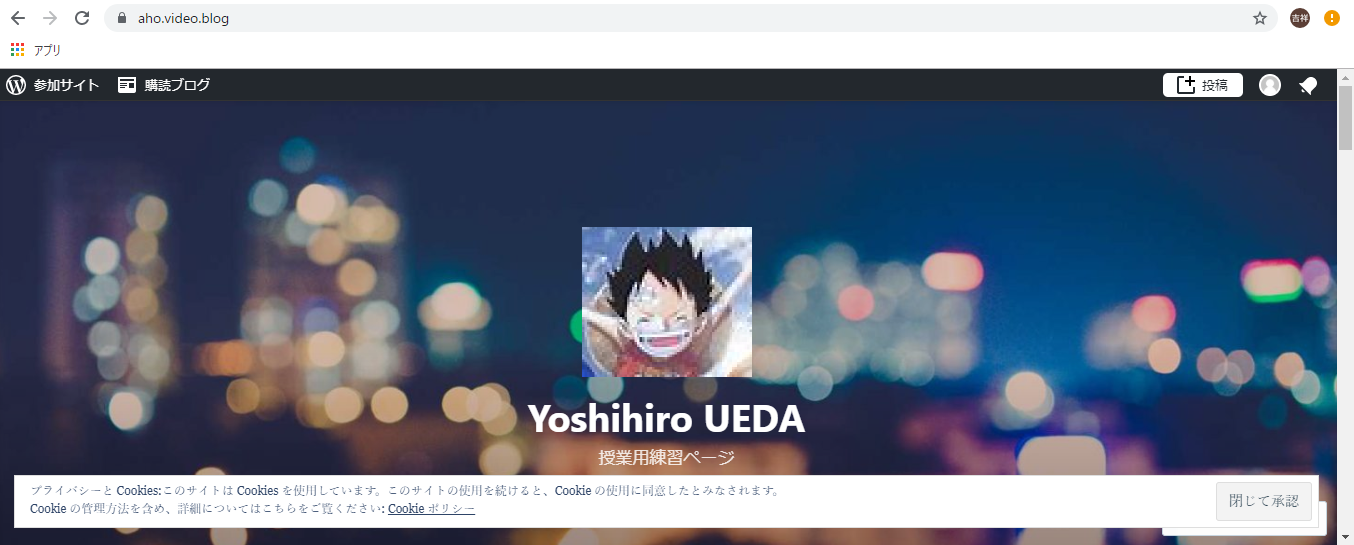 aho.video.blog
吉祥
アプリ
参加サイト 購読ブログ 投稿
Yoshihiro UEDA
授業用練習ページ
プライバシーと Cookies:このサイトは Cookies を使用しています。このサイトの使用を続けると、Cookie の使用に同意したとみなされます。
Cookie の管理方法を含め、詳細についてはこちらをご覧ください: Cookie ポリシー
閉じて承認